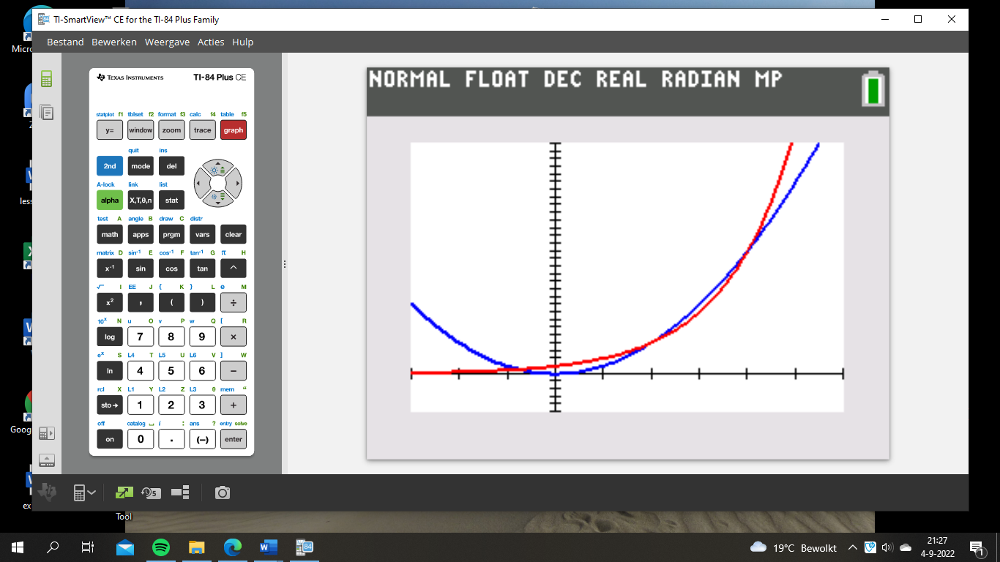 TI-SmartView™ CE for the TI-84 Plus Family
Bestand Bewerken Weergave Acties Hulp
TEXAS INSTRUMENTS TI-84 Plus CE
statplot f1 tblset f2 format f3 calc f4 table f5
y= window zoom trace graph
quit ins
2nd mode del
A-lock link list
alpha X,T,θ,n stat
test A angle B draw C distr
math apps prgm vars clear
matrix D sin-1 E cos-1 F tan-1 G π H
x-1 sin cos tan ^
√ I EE J { K } L e M
x2 , ( ) ÷
10x N u O v P w Q [ R
log 7 8 9 ×
ex S L4 T L5 U L6 V ] W
ln 4 5 6 −
rcl X L1 Y L2 Z L3 θ mem "
sto→ 1 2 3 +
off catalog ⎵ i : ans ? entry solve
on 0 . (−) enter
NORMAL FLOAT DEC REAL RADIAN MP
5
Micro
less
Goog
ex
Tool
84
19°C Bewolkt
21:27
4-9-2022
1